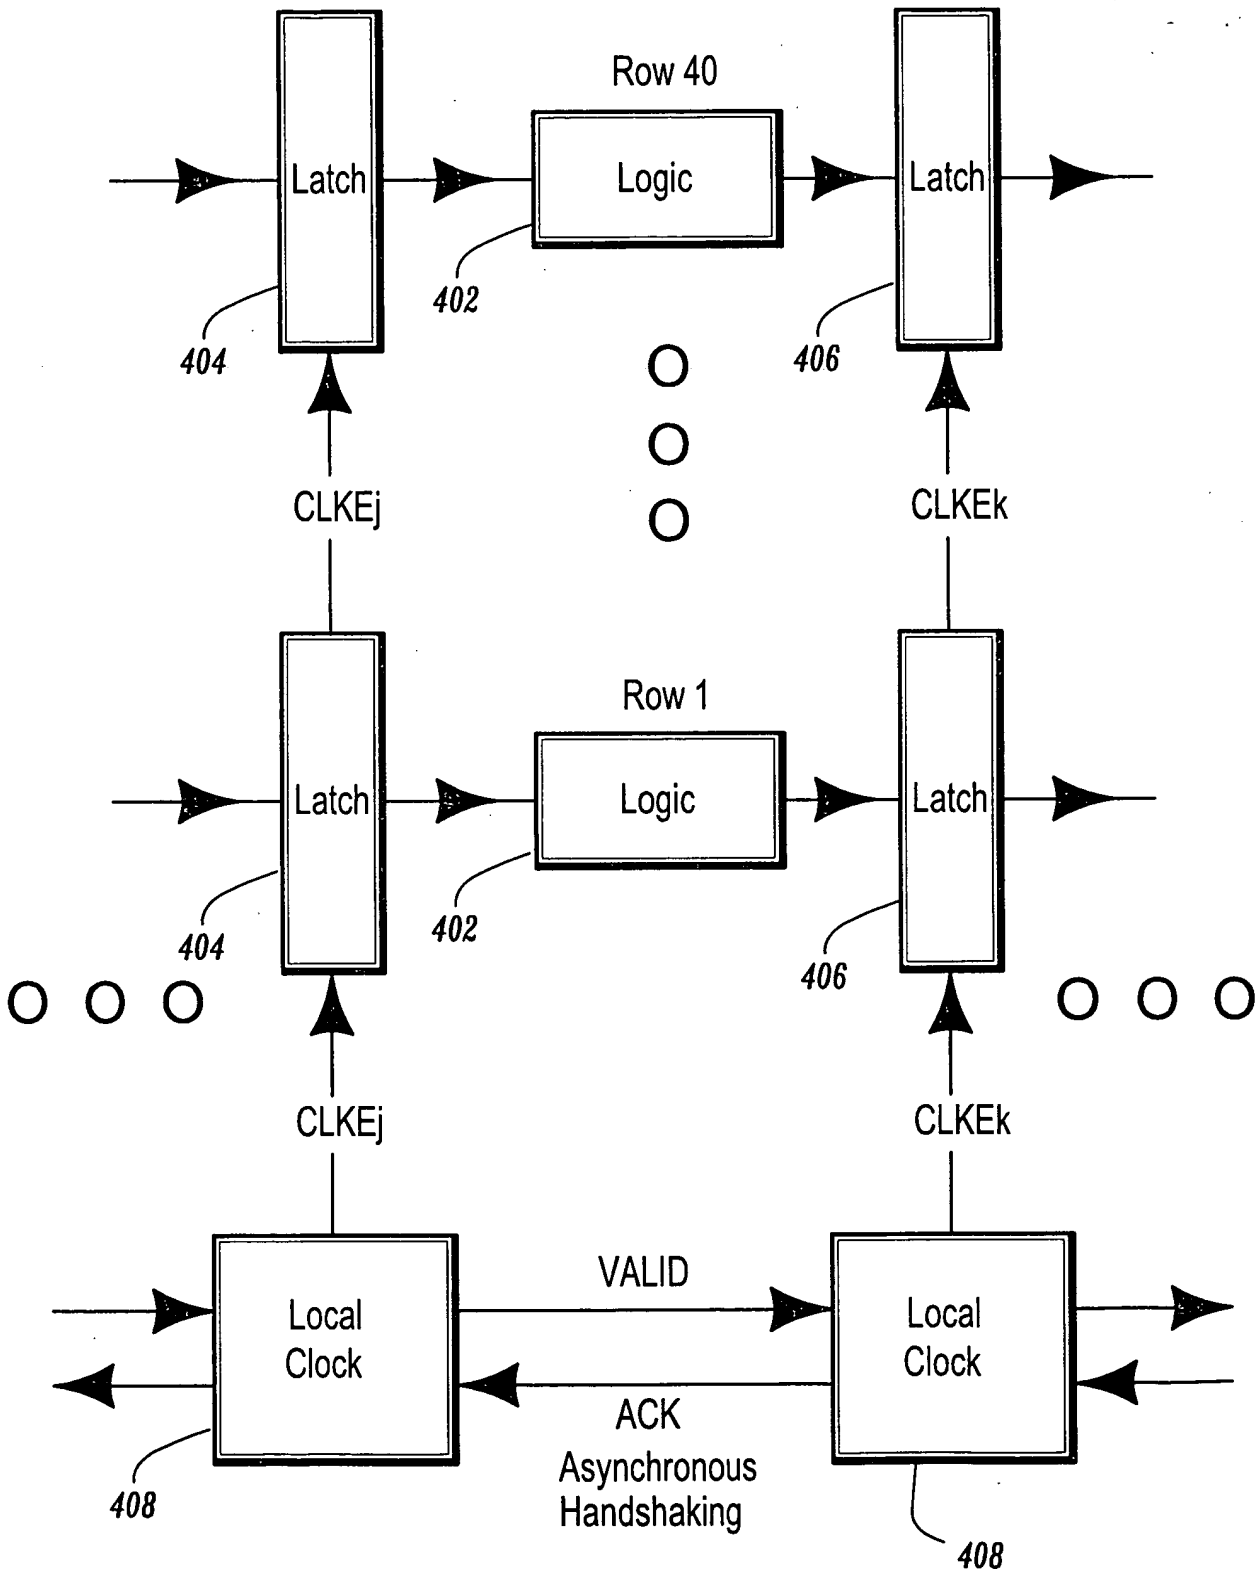 Row 40
Latch
Logic
Latch
402
404
406
O
O
O
CLKEj
CLKEk
Row 1
Latch
Logic
Latch
402
404
406
O O O
O O O
CLKEj
CLKEk
VALID
Local
Clock
Local
Clock
ACK
Asynchronous
Handshaking
408
408